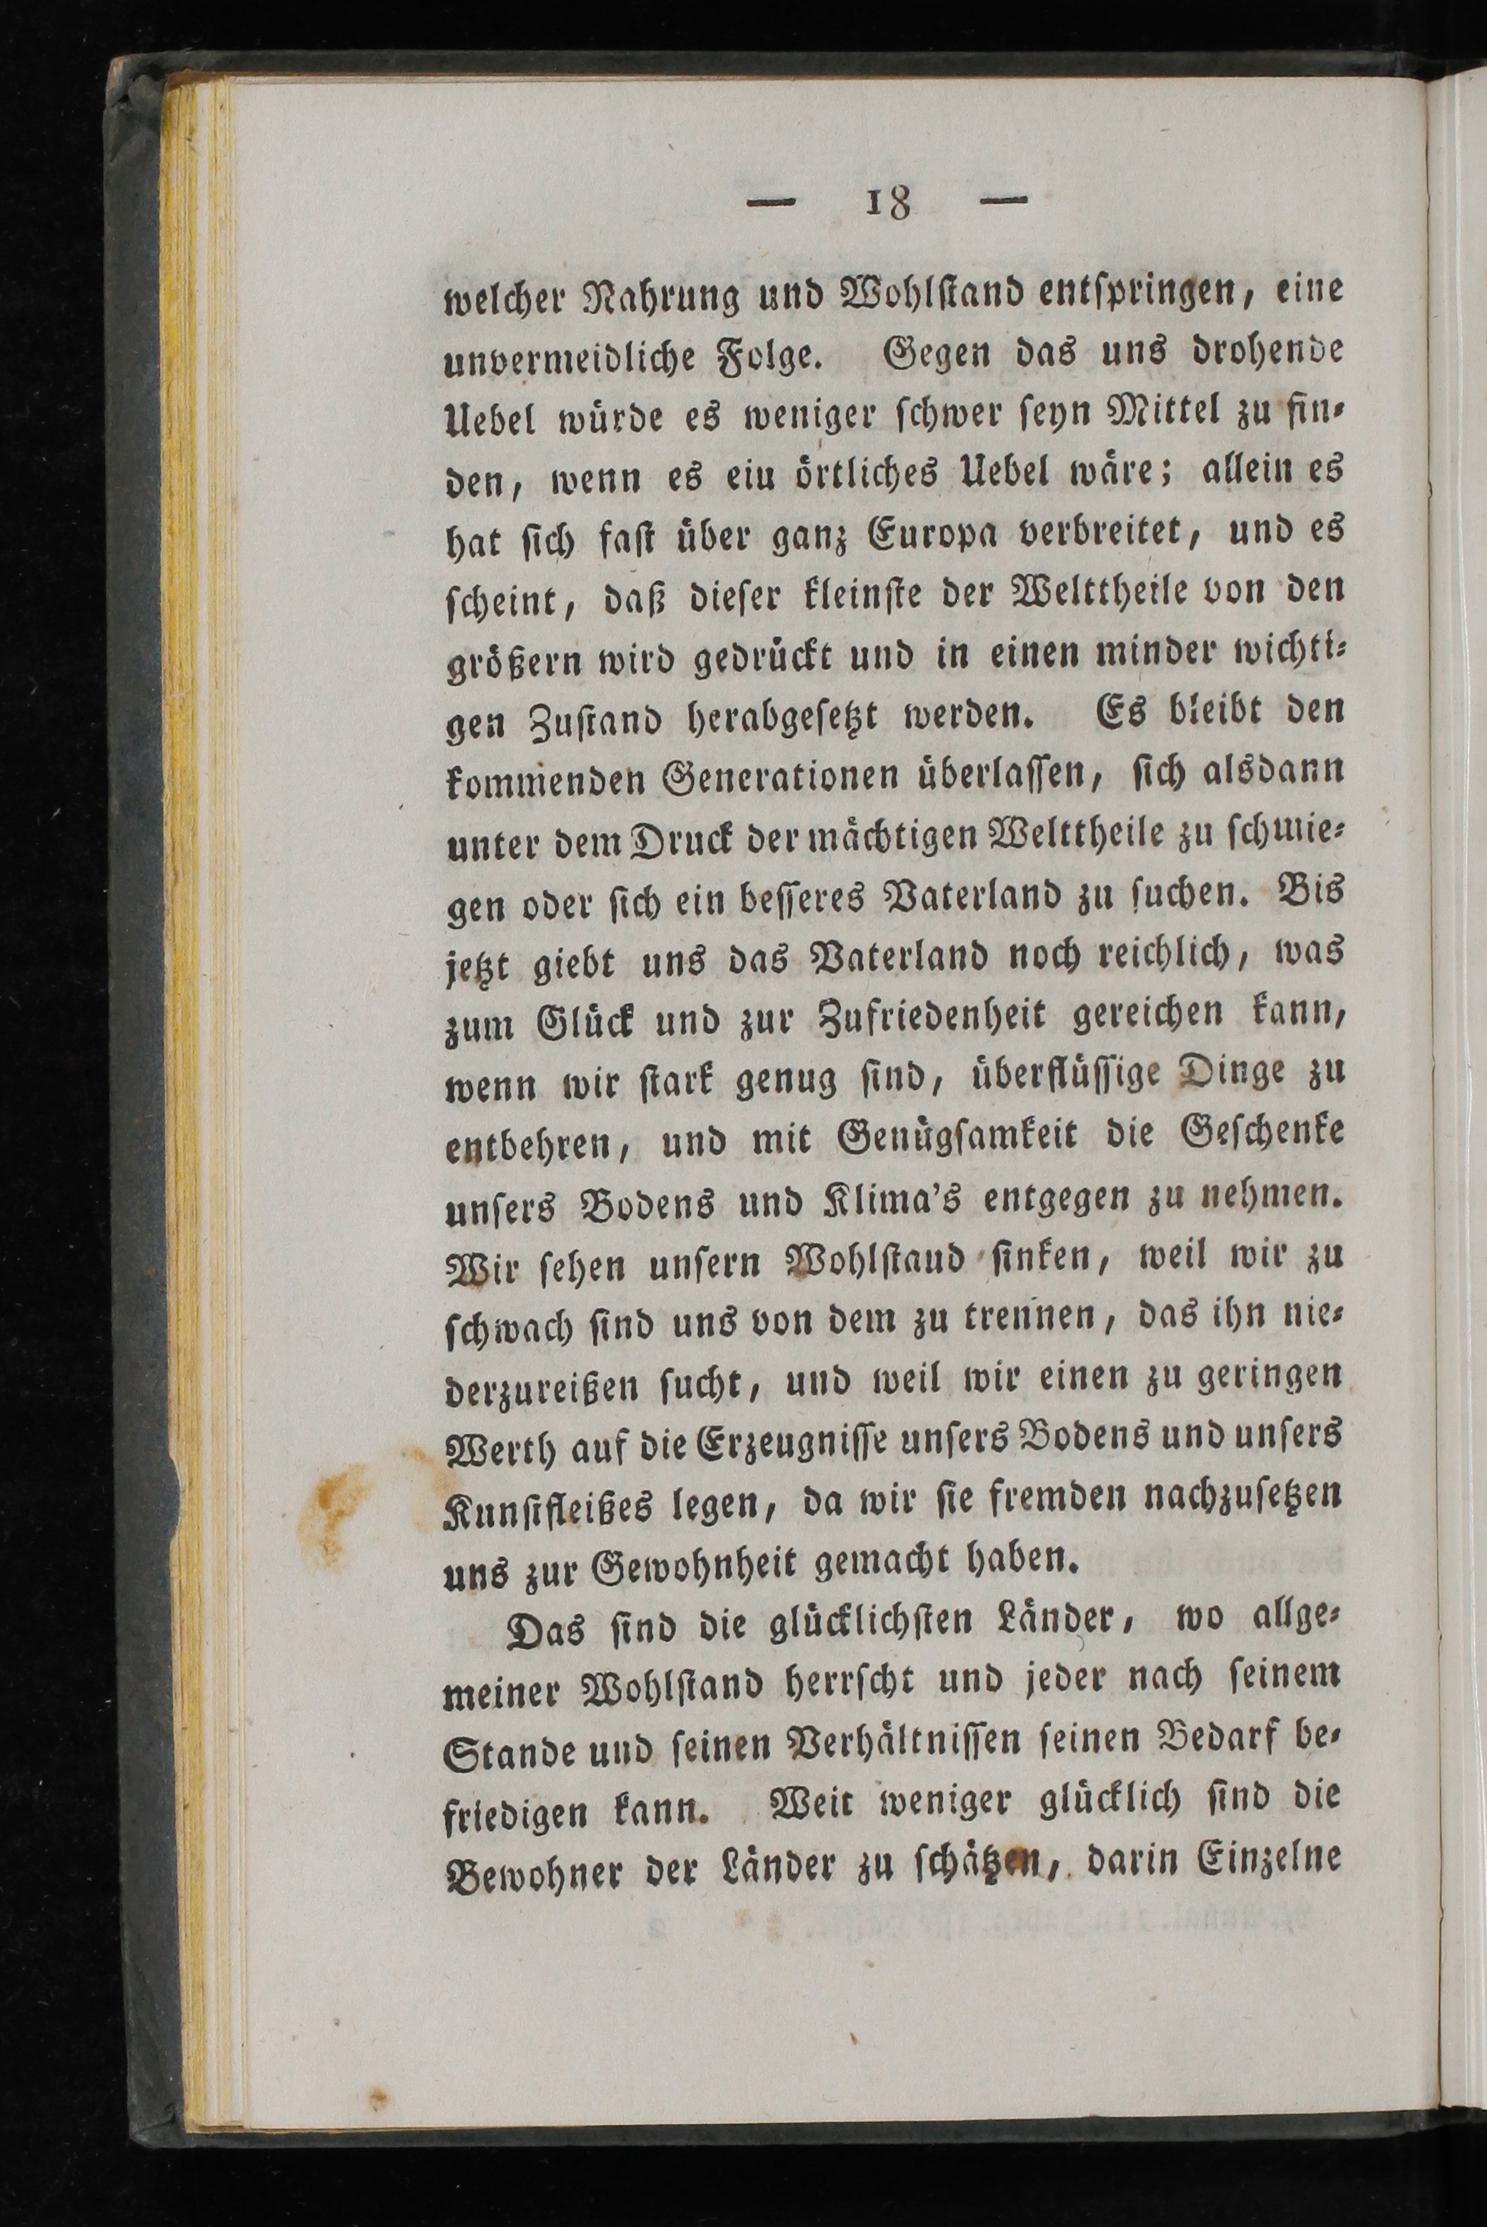 — 18 —
welcher Nahrung und Wohlſtand entſpringen, eine
unvermeidliche Folge. Gegen das uns drohende
Uebel würde es weniger ſchwer ſeyn Mittel zu fin⸗
den, wenn es eiu örtliches Uebel wäre; allein es
hat ſich faſt über ganz Europa verbreitet, und es
ſcheint, daß dieſer kleinſte der Welttheile von den
größern wird gedrückt und in einen minder wichti⸗
gen Zuſtand herabgeſetzt werden. Es bleibt den
kommenden Generationen überlaſſen, ſich alsdann
unter dem Druck der mächtigen Welttheile zu ſchmie⸗
gen oder ſich ein beſſeres Vaterland zu ſuchen. Bis
jetzt giebt uns das Vaterland noch reichlich, was
zum Glück und zur Zufriedenheit gereichen kann,
wenn wir ſtark genug ſind, überflüſſige Dinge zu
entbehren, und mit Genügſamkeit die Geſchenke
unſers Bodens und Klima's entgegen zu nehmen.
Wir ſehen unſern Wohlſtaud ſinken, weil wir zu
ſchwach ſind uns von dem zu trennen, das ihn nie⸗
derzureißen ſucht, und weil wir einen zu geringen
Werth auf die Erzeugniſſe unſers Bodens und unſers
Kunſtfleißes legen, da wir ſie fremden nachzuſetzen
uns zur Gewohnheit gemacht haben.
Das ſind die glücklichſten Länder, wo allge⸗
meiner Wohlſtand herrſcht und jeder nach ſeinem
Stande und ſeinen Verhältniſſen ſeinen Bedarf be⸗
friedigen kann. Weit weniger glücklich ſind die
Bewohner der Länder zu ſchätzen, darin Einzelne